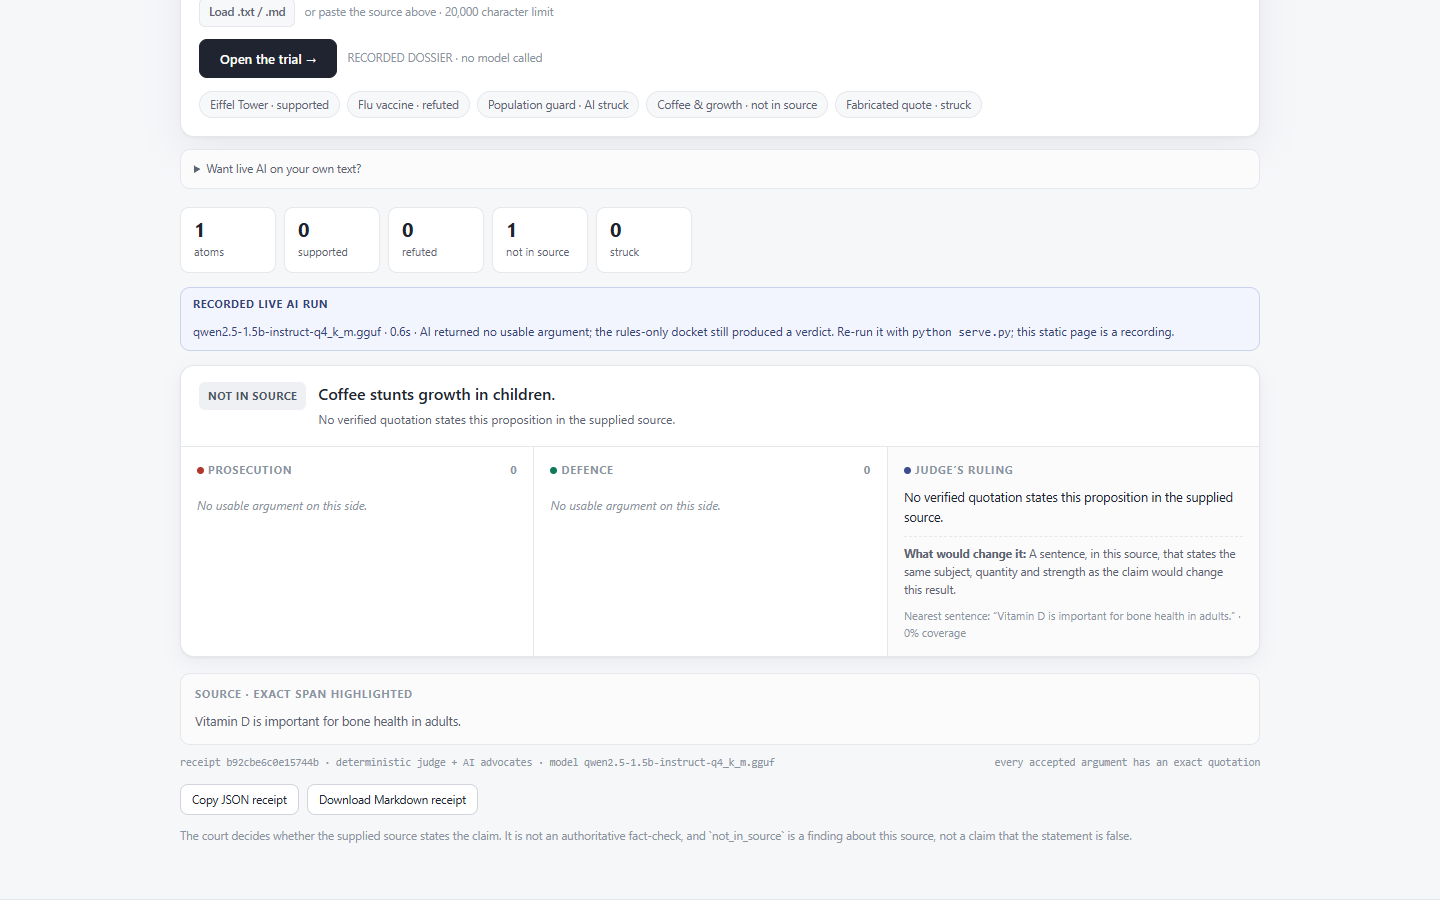 Load .txt / .md or paste the source above · 20,000 character limit
Open the trial → RECORDED DOSSIER · no model called
Eiffel Tower · supported Flu vaccine · refuted Population guard · AI struck Coffee & growth · not in source Fabricated quote · struck
▶ Want live AI on your own text?
1 0 0 1 0
atoms supported refuted not in source struck
RECORDED LIVE AI RUN
qwen2.5-1.5b-instruct-q4_k_m.gguf · 0.6s · AI returned no usable argument; the rules-only docket still produced a verdict. Re-run it with python serve.py; this static page is a recording.
NOT IN SOURCE Coffee stunts growth in children.
No verified quotation states this proposition in the supplied source.
PROSECUTION 0
No usable argument on this side.
DEFENCE 0
No usable argument on this side.
JUDGE'S RULING
No verified quotation states this proposition in the supplied
source.
What would change it: A sentence, in this source, that states the
same subject, quantity and strength as the claim would change
this result.
Nearest sentence: "Vitamin D is important for bone health in adults." ·
0% coverage
SOURCE · EXACT SPAN HIGHLIGHTED
Vitamin D is important for bone health in adults.
receipt b92cbe6c0e15744b · deterministic judge + AI advocates · model qwen2.5-1.5b-instruct-q4_k_m.gguf every accepted argument has an exact quotation
Copy JSON receipt Download Markdown receipt
The court decides whether the supplied source states the claim. It is not an authoritative fact-check, and `not_in_source` is a finding about this source, not a claim that the statement is false.